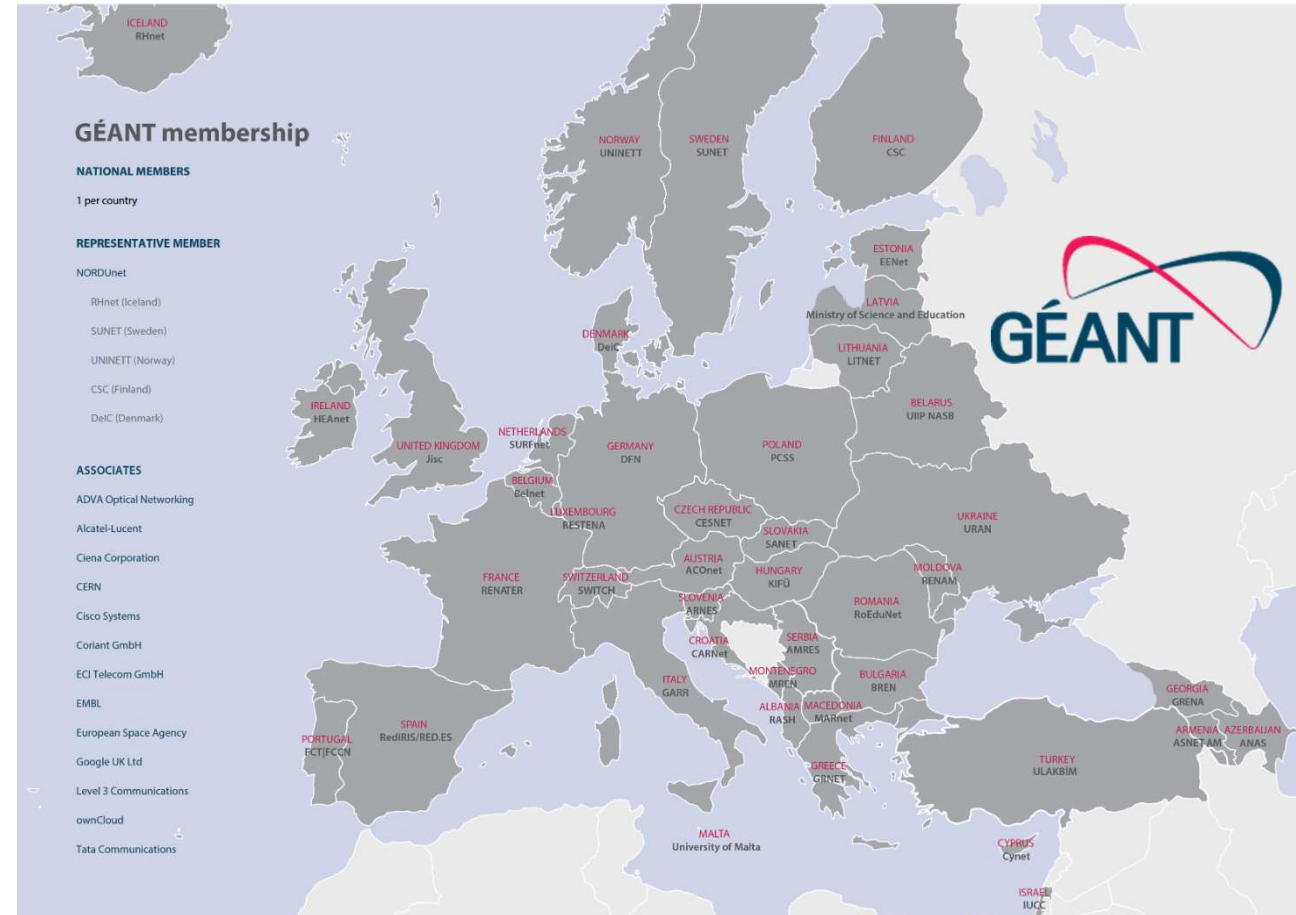 ICELAND
RHnet
GÉANT membership
NATIONAL MEMBERS
1 per country
REPRESENTATIVE MEMBER
NORDUnet
RHnet (Iceland)
SUNET (Sweden)
UNINETT (Norway)
CSC (Finland)
DeIC (Denmark)
ASSOCIATES
ADVA Optical Networking
Alcatel-Lucent
Ciena Corporation
CERN
Cisco Systems
Coriant GmbH
ECI Telecom GmbH
EMBL
European Space Agency
Google UK Ltd
Level 3 Communications
ownCloud
Tata Communications
NORWAY
UNINETT
SWEDEN
SUNET
FINLAND
CSC
ESTONIA
EENet
LATVIA
Ministry of Science and Education
GÉANT
DENMARK
DeiC
LITHUANIA
LITNET
BELARUS
UIIP NASB
IRELAND
HEAnet
UNITED KINGDOM
Jisc
NETHERLANDS
SURFnet
GERMANY
DFN
POLAND
PCSS
BELGIUM
Belnet
LUXEMBOURG
RESTENA
CZECH REPUBLIC
CESNET
SLOVAKIA
SANET
UKRAINE
URAN
AUSTRIA
ACOnet
HUNGARY
KIFÜ
MOLDOVA
RENAM
FRANCE
RENATER
SWITZERLAND
SWITCH
SLOVENIA
ARNES
ROMANIA
RoEduNet
CROATIA
CARNet
SERBIA
AMRES
MONTENEGRO
MREN
BULGARIA
BREN
ITALY
GARR
ALBANIA
RASH
MACEDONIA
MARnet
GEORGIA
GRENA
PORTUGAL
FCT|FCCN
SPAIN
RedIRIS/RED.ES
ARMENIA
ASNET-AM
AZERBAIJAN
ANAS
GREECE
GRNET
TURKEY
ULAKBİM
MALTA
University of Malta
CYPRUS
Cynet
ISRAEL
IUCC